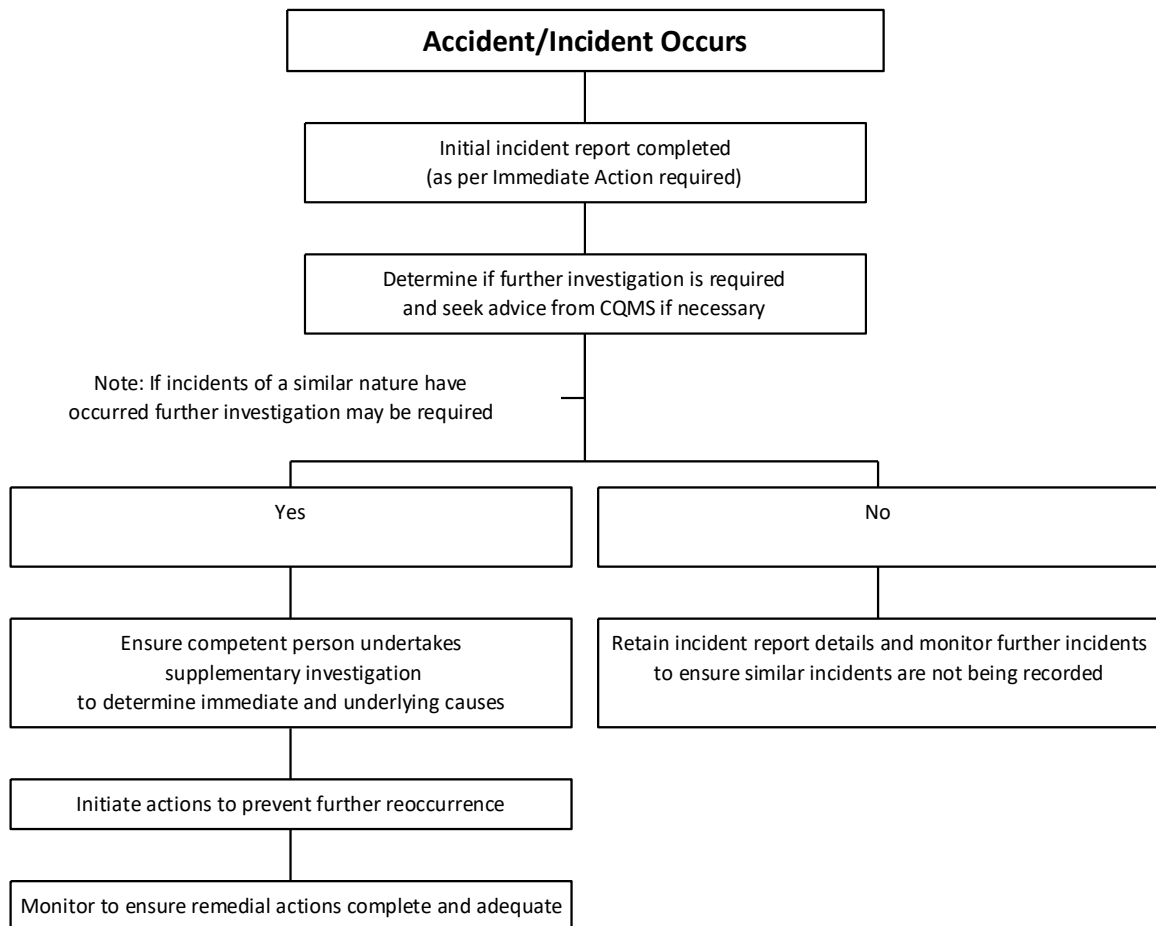 Accident/Incident Occurs
Initial incident report completed
(as per Immediate Action required)
Determine if further investigation is required
and seek advice from CQMS if necessary
Note: If incidents of a similar nature have
occurred further investigation may be required
Yes
No
Ensure competent person undertakes
supplementary investigation
to determine immediate and underlying causes
Retain incident report details and monitor further incidents
to ensure similar incidents are not being recorded
Initiate actions to prevent further reoccurrence
Monitor to ensure remedial actions complete and adequate